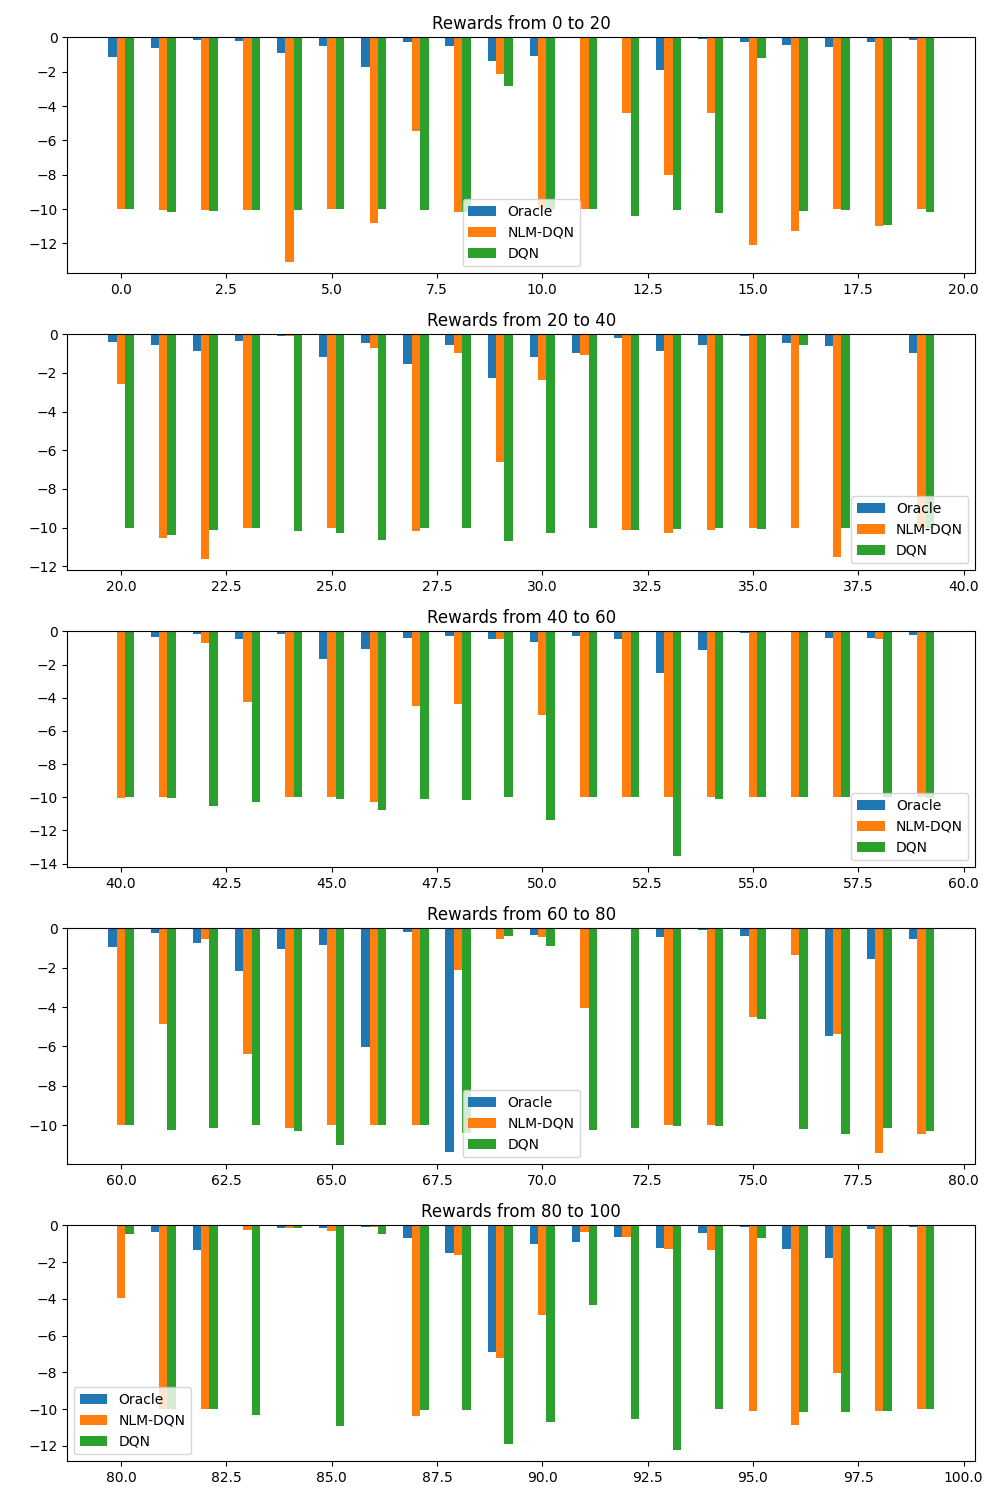 Rewards from 0 to 20
0
−2
−4
−6
−8
−10
−12
Oracle
NLM-DQN
DQN
0.0 2.5 5.0 7.5 10.0 12.5 15.0 17.5 20.0
Rewards from 20 to 40
0
−2
−4
−6
−8
−10
−12
Oracle
NLM-DQN
DQN
20.0 22.5 25.0 27.5 30.0 32.5 35.0 37.5 40.0
Rewards from 40 to 60
0
−2
−4
−6
−8
−10
−12
−14
Oracle
NLM-DQN
DQN
40.0 42.5 45.0 47.5 50.0 52.5 55.0 57.5 60.0
Rewards from 60 to 80
0
−2
−4
−6
−8
−10
Oracle
NLM-DQN
DQN
60.0 62.5 65.0 67.5 70.0 72.5 75.0 77.5 80.0
Rewards from 80 to 100
0
−2
−4
−6
−8
−10
−12
Oracle
NLM-DQN
DQN
80.0 82.5 85.0 87.5 90.0 92.5 95.0 97.5 100.0